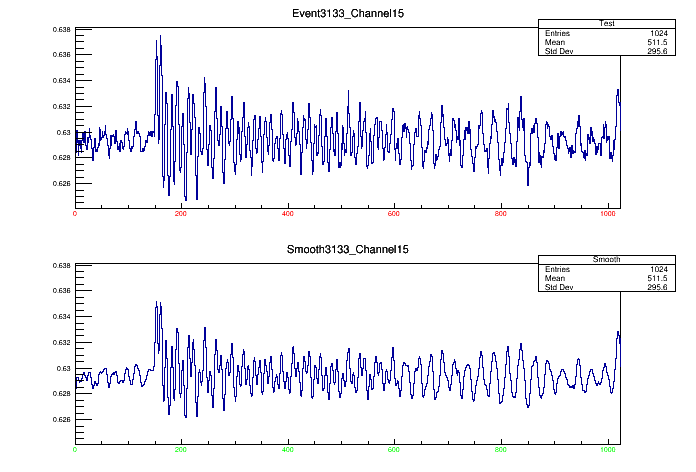 Event3133_Channel15
Test
Entries 1024
Mean 511.5
Std Dev 295.6
0.638
0.636
0.634
0.632
0.63
0.628
0.626
0 200 400 600 800 1000
Smooth3133_Channel15
Smooth
Entries 1024
Mean 511.5
Std Dev 295.6
0.638
0.636
0.634
0.632
0.63
0.628
0.626
0 200 400 600 800 1000